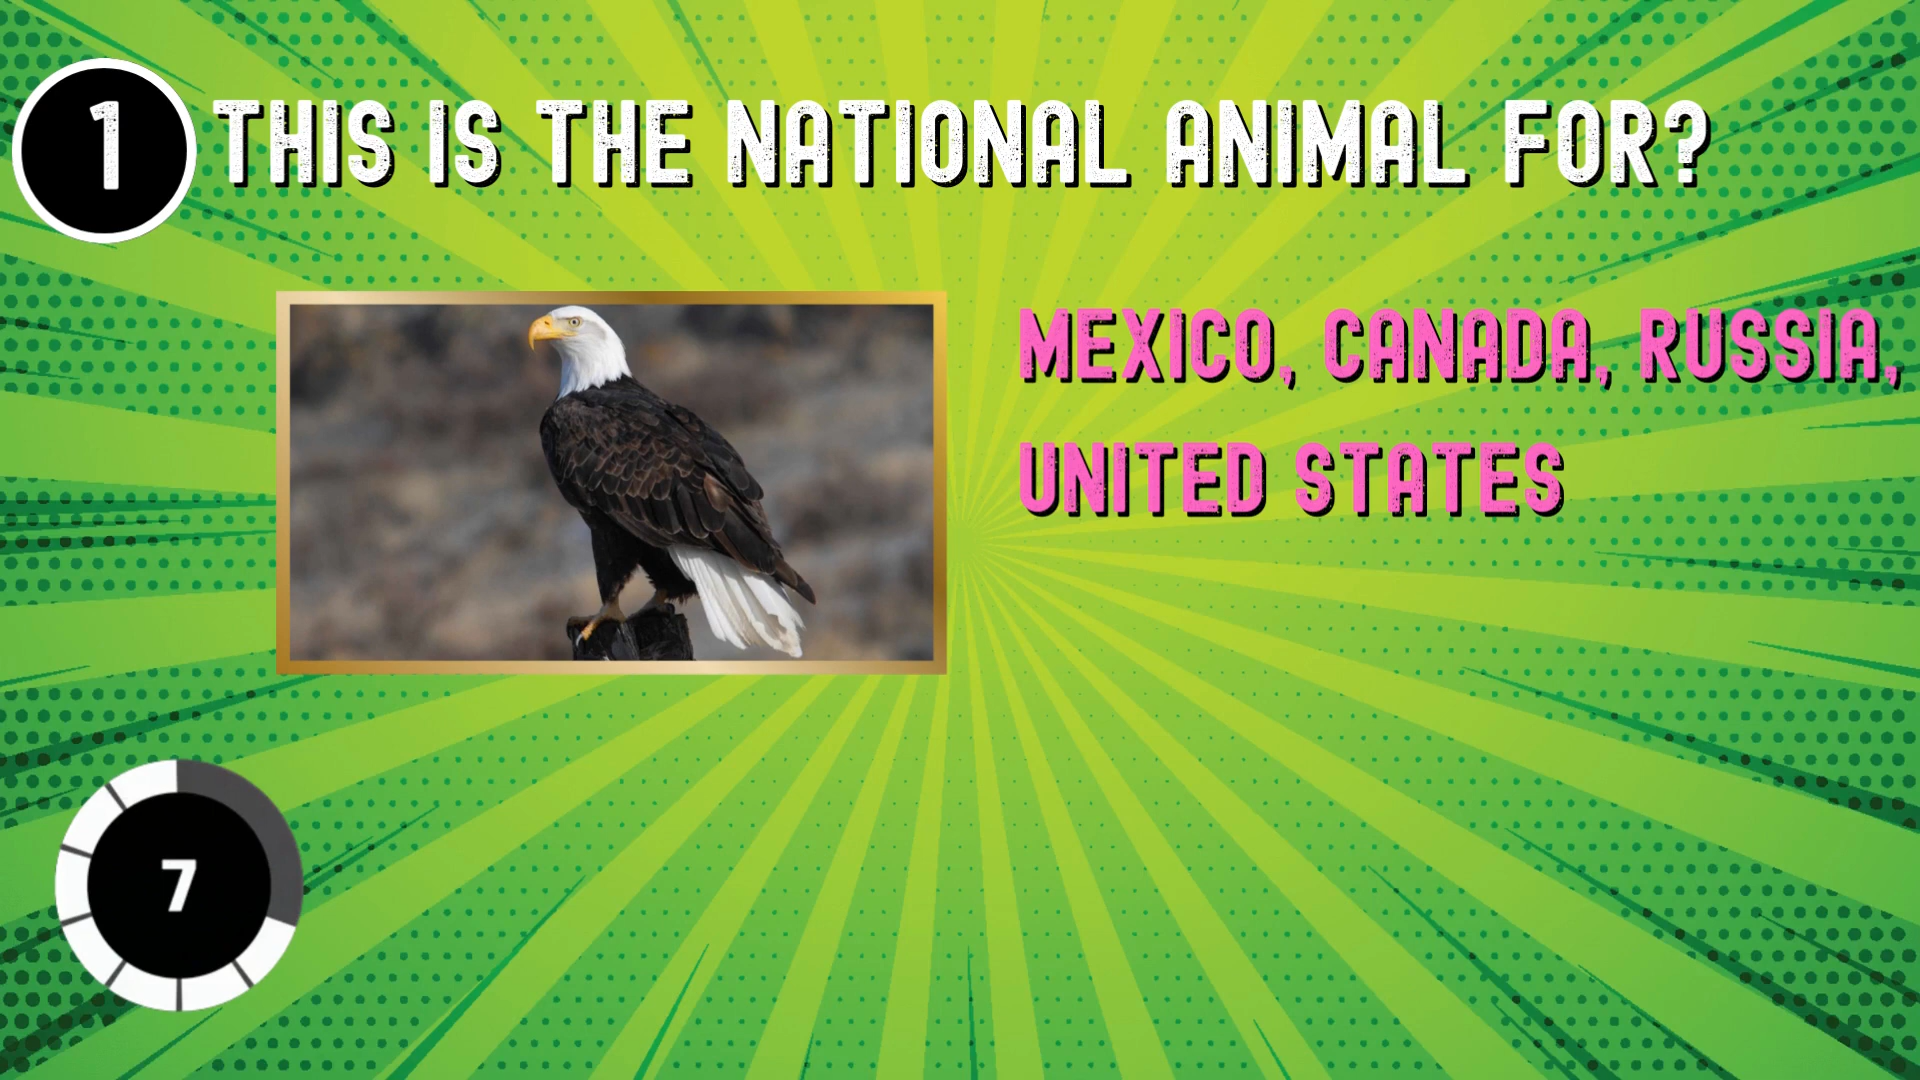 1
THIS IS THE NATIONAL ANIMAL FOR?
MEXICO, CANADA, RUSSIA,
UNITED STATES
7